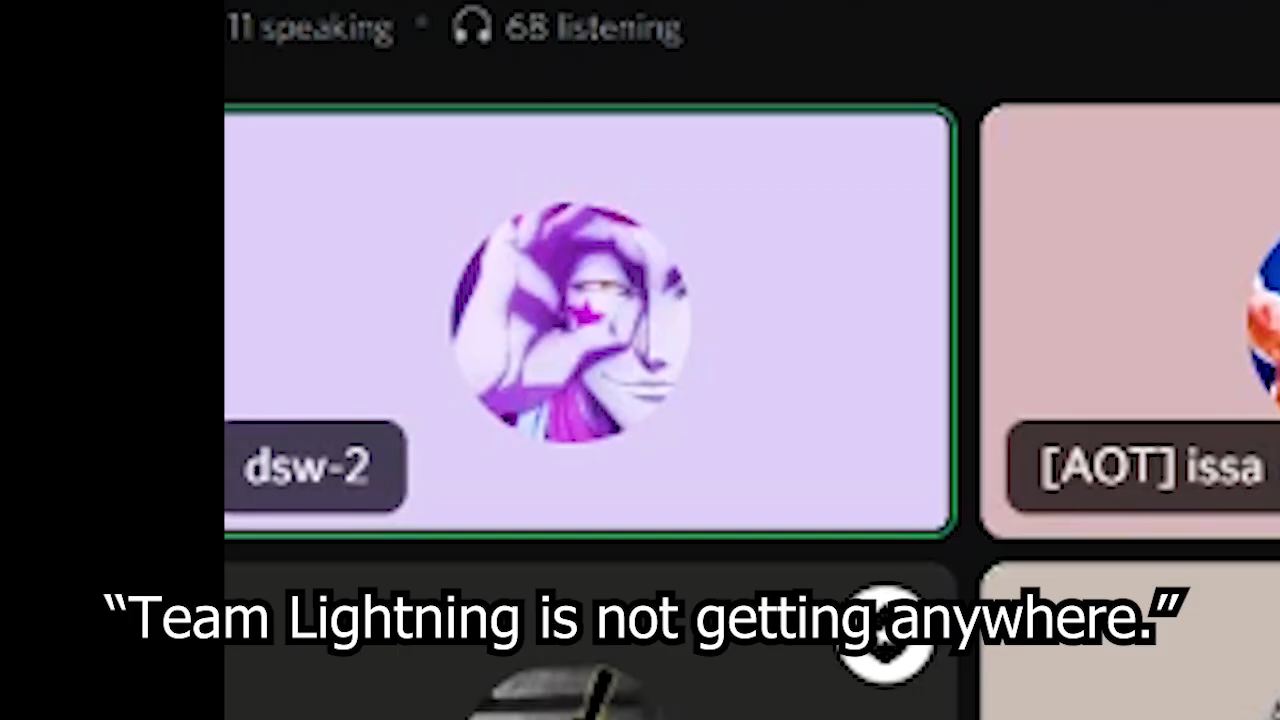 11 speaking • 68 listening
dsw-2
[AOT] issa
“Team Lightning is not getting anywhere.”